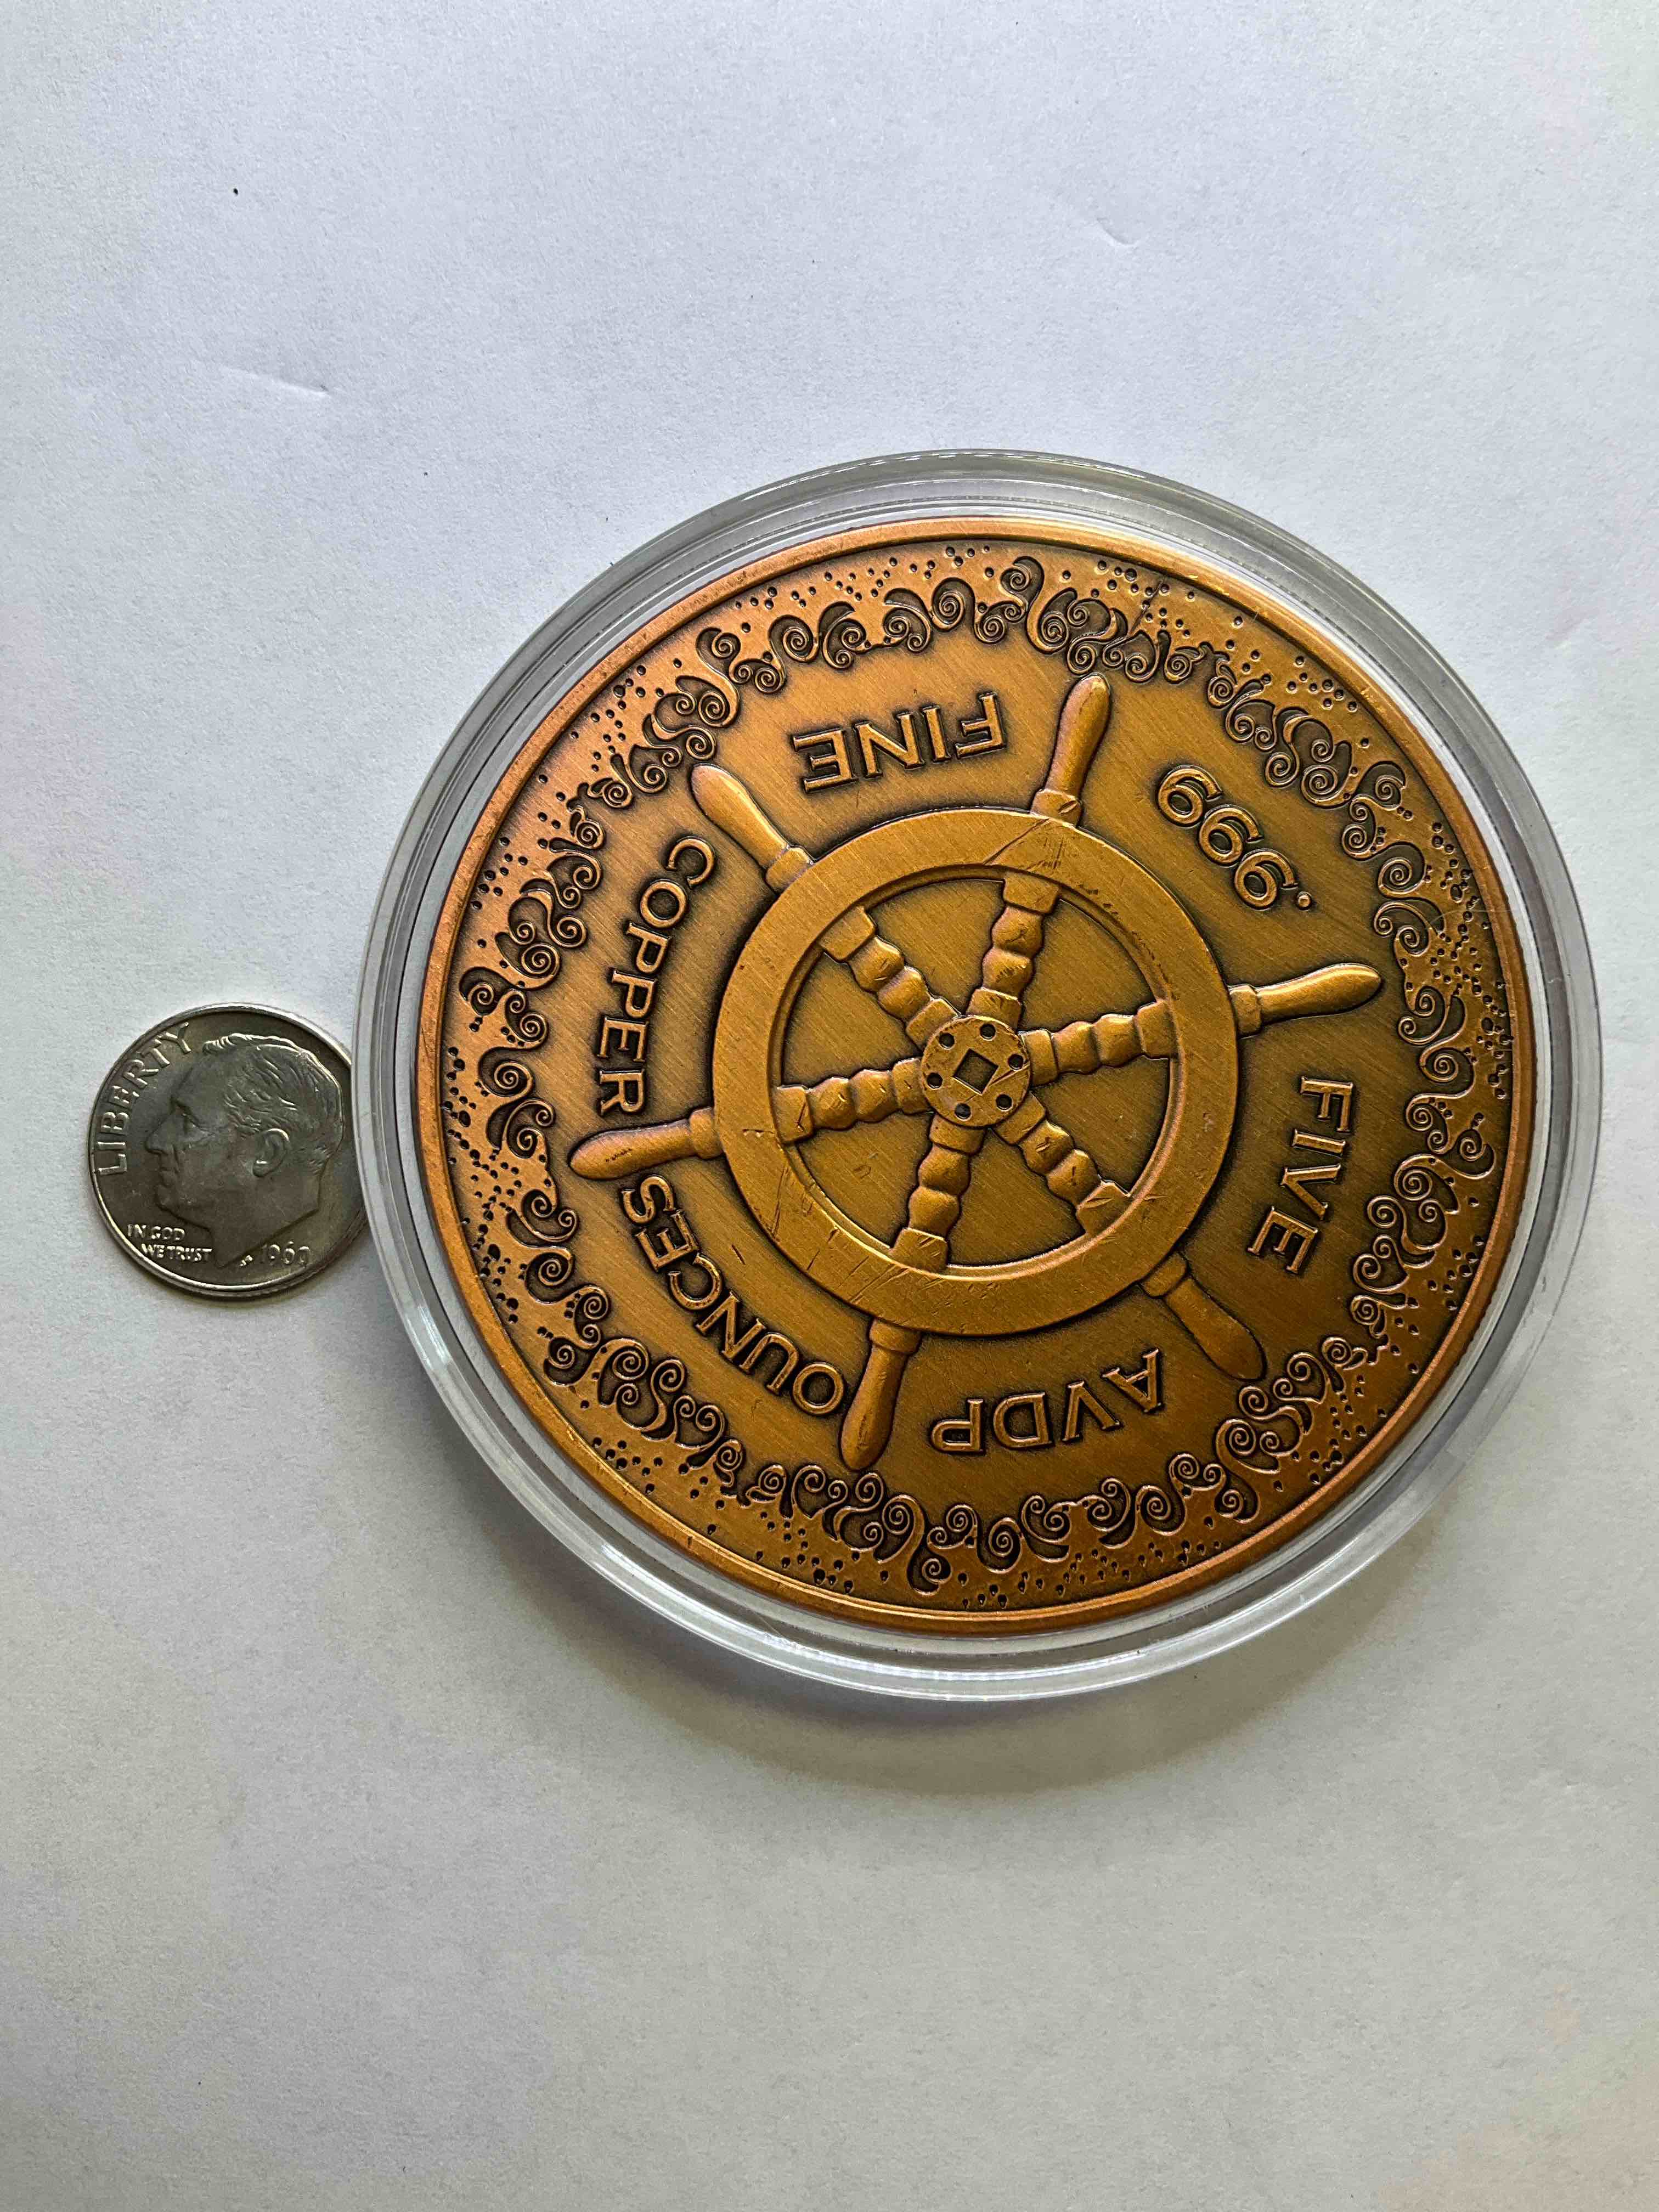 LIBERTY
IN GOD
WE TRUST
FIVE AVDP OUNCES
.999 FINE COPPER